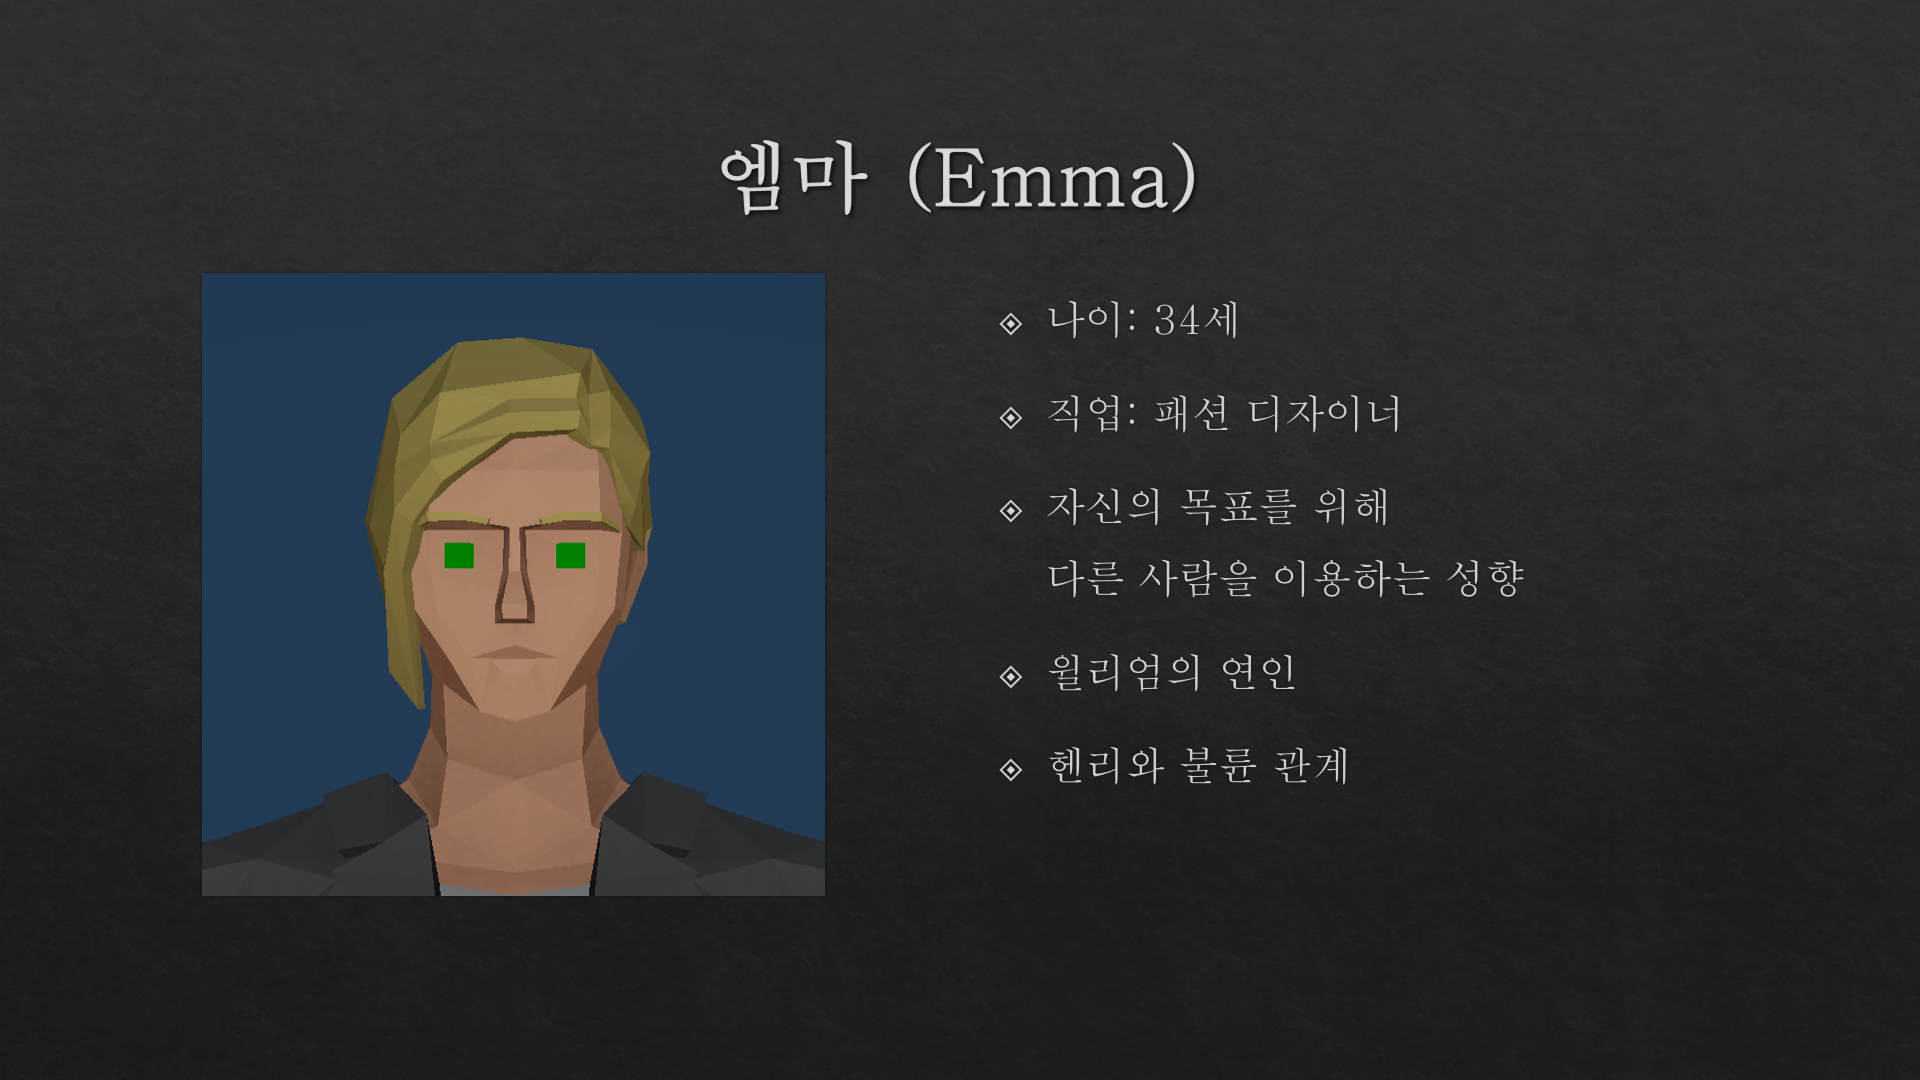 엠마 (Emma)
나이: 34세
직업: 패션 디자이너
자신의 목표를 위해
다른 사람을 이용하는 성향
윌리엄의 연인
헨리와 불륜 관계